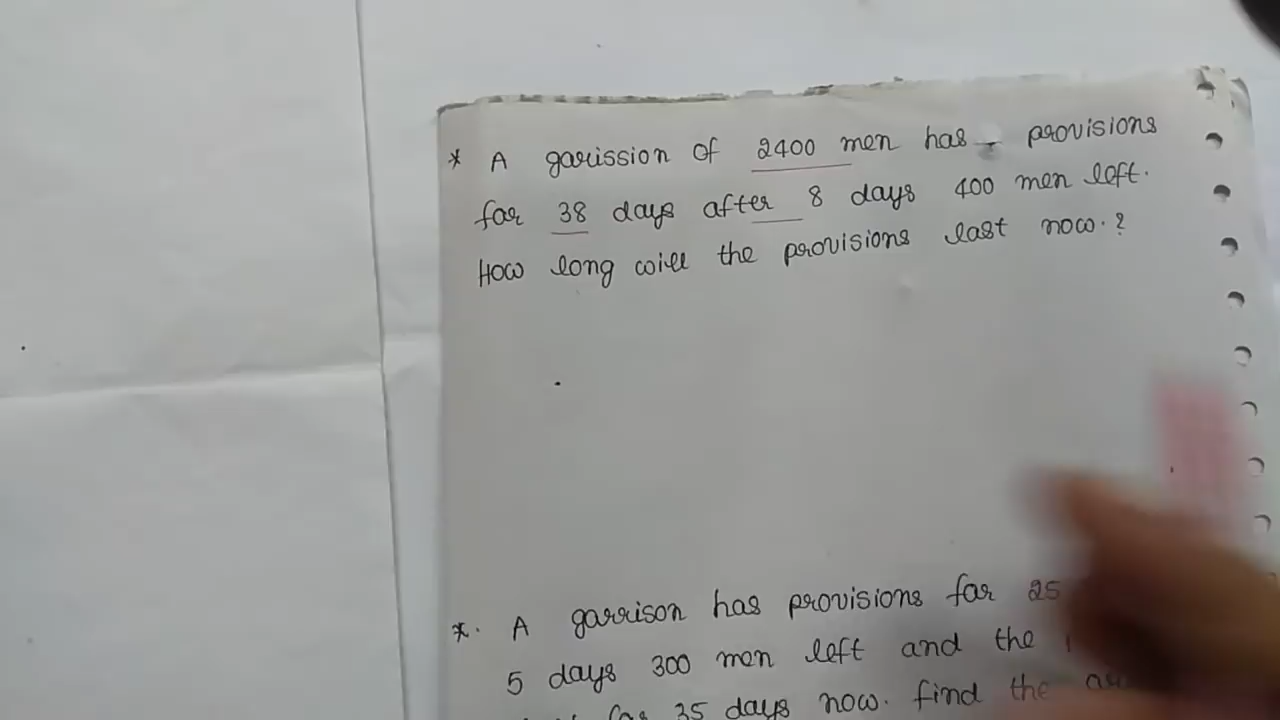 * A garission of 2400 men has provisions
for 38 days after 8 days 400 men left.
How long will the provisions last now.?
*. A garrison has provisions for 25
5 days 300 men left and the
35 days now. find the